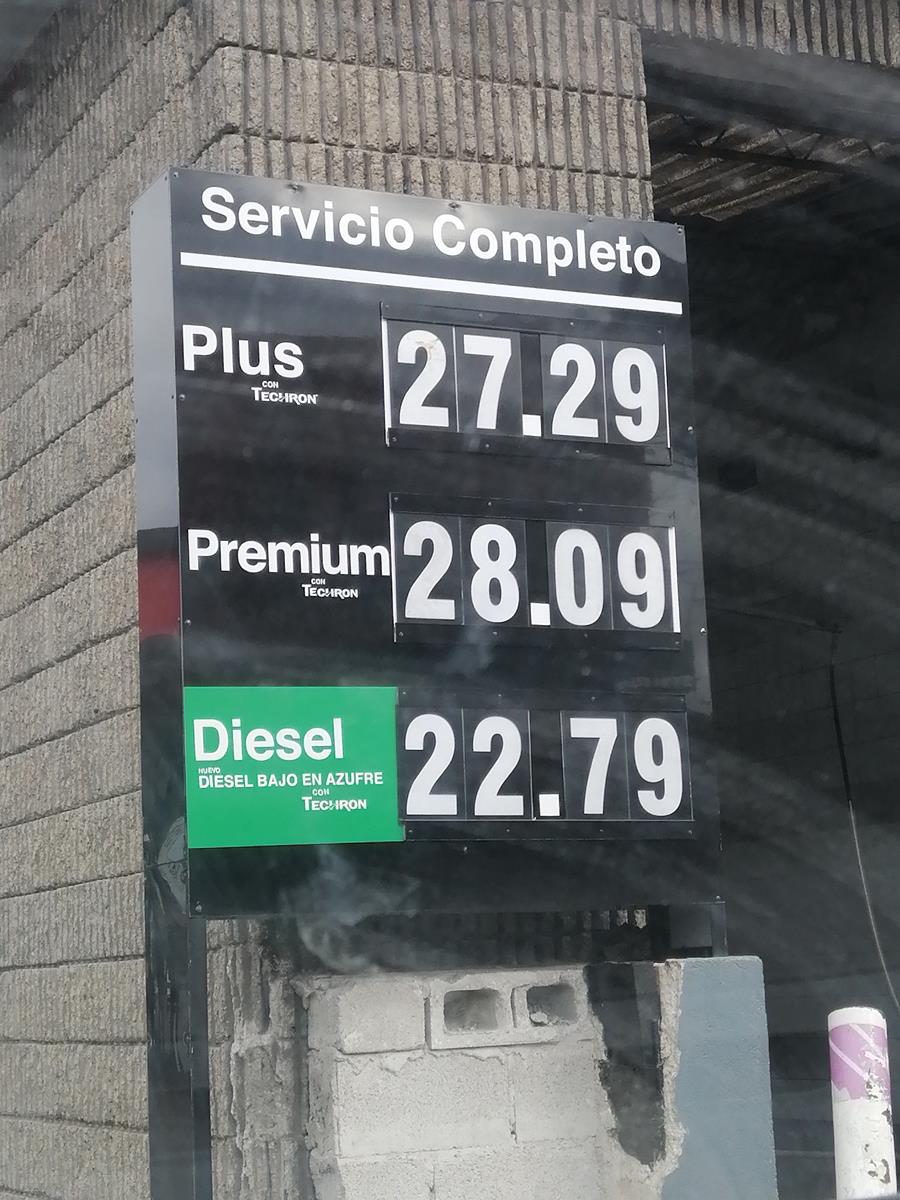 Servicio Completo
Plus
CON
TECHRON
27.29
Premium
CON
TECHRON
28.09
Diesel
NUEVO
DIESEL BAJO EN AZUFRE
CON
TECHRON
22.79